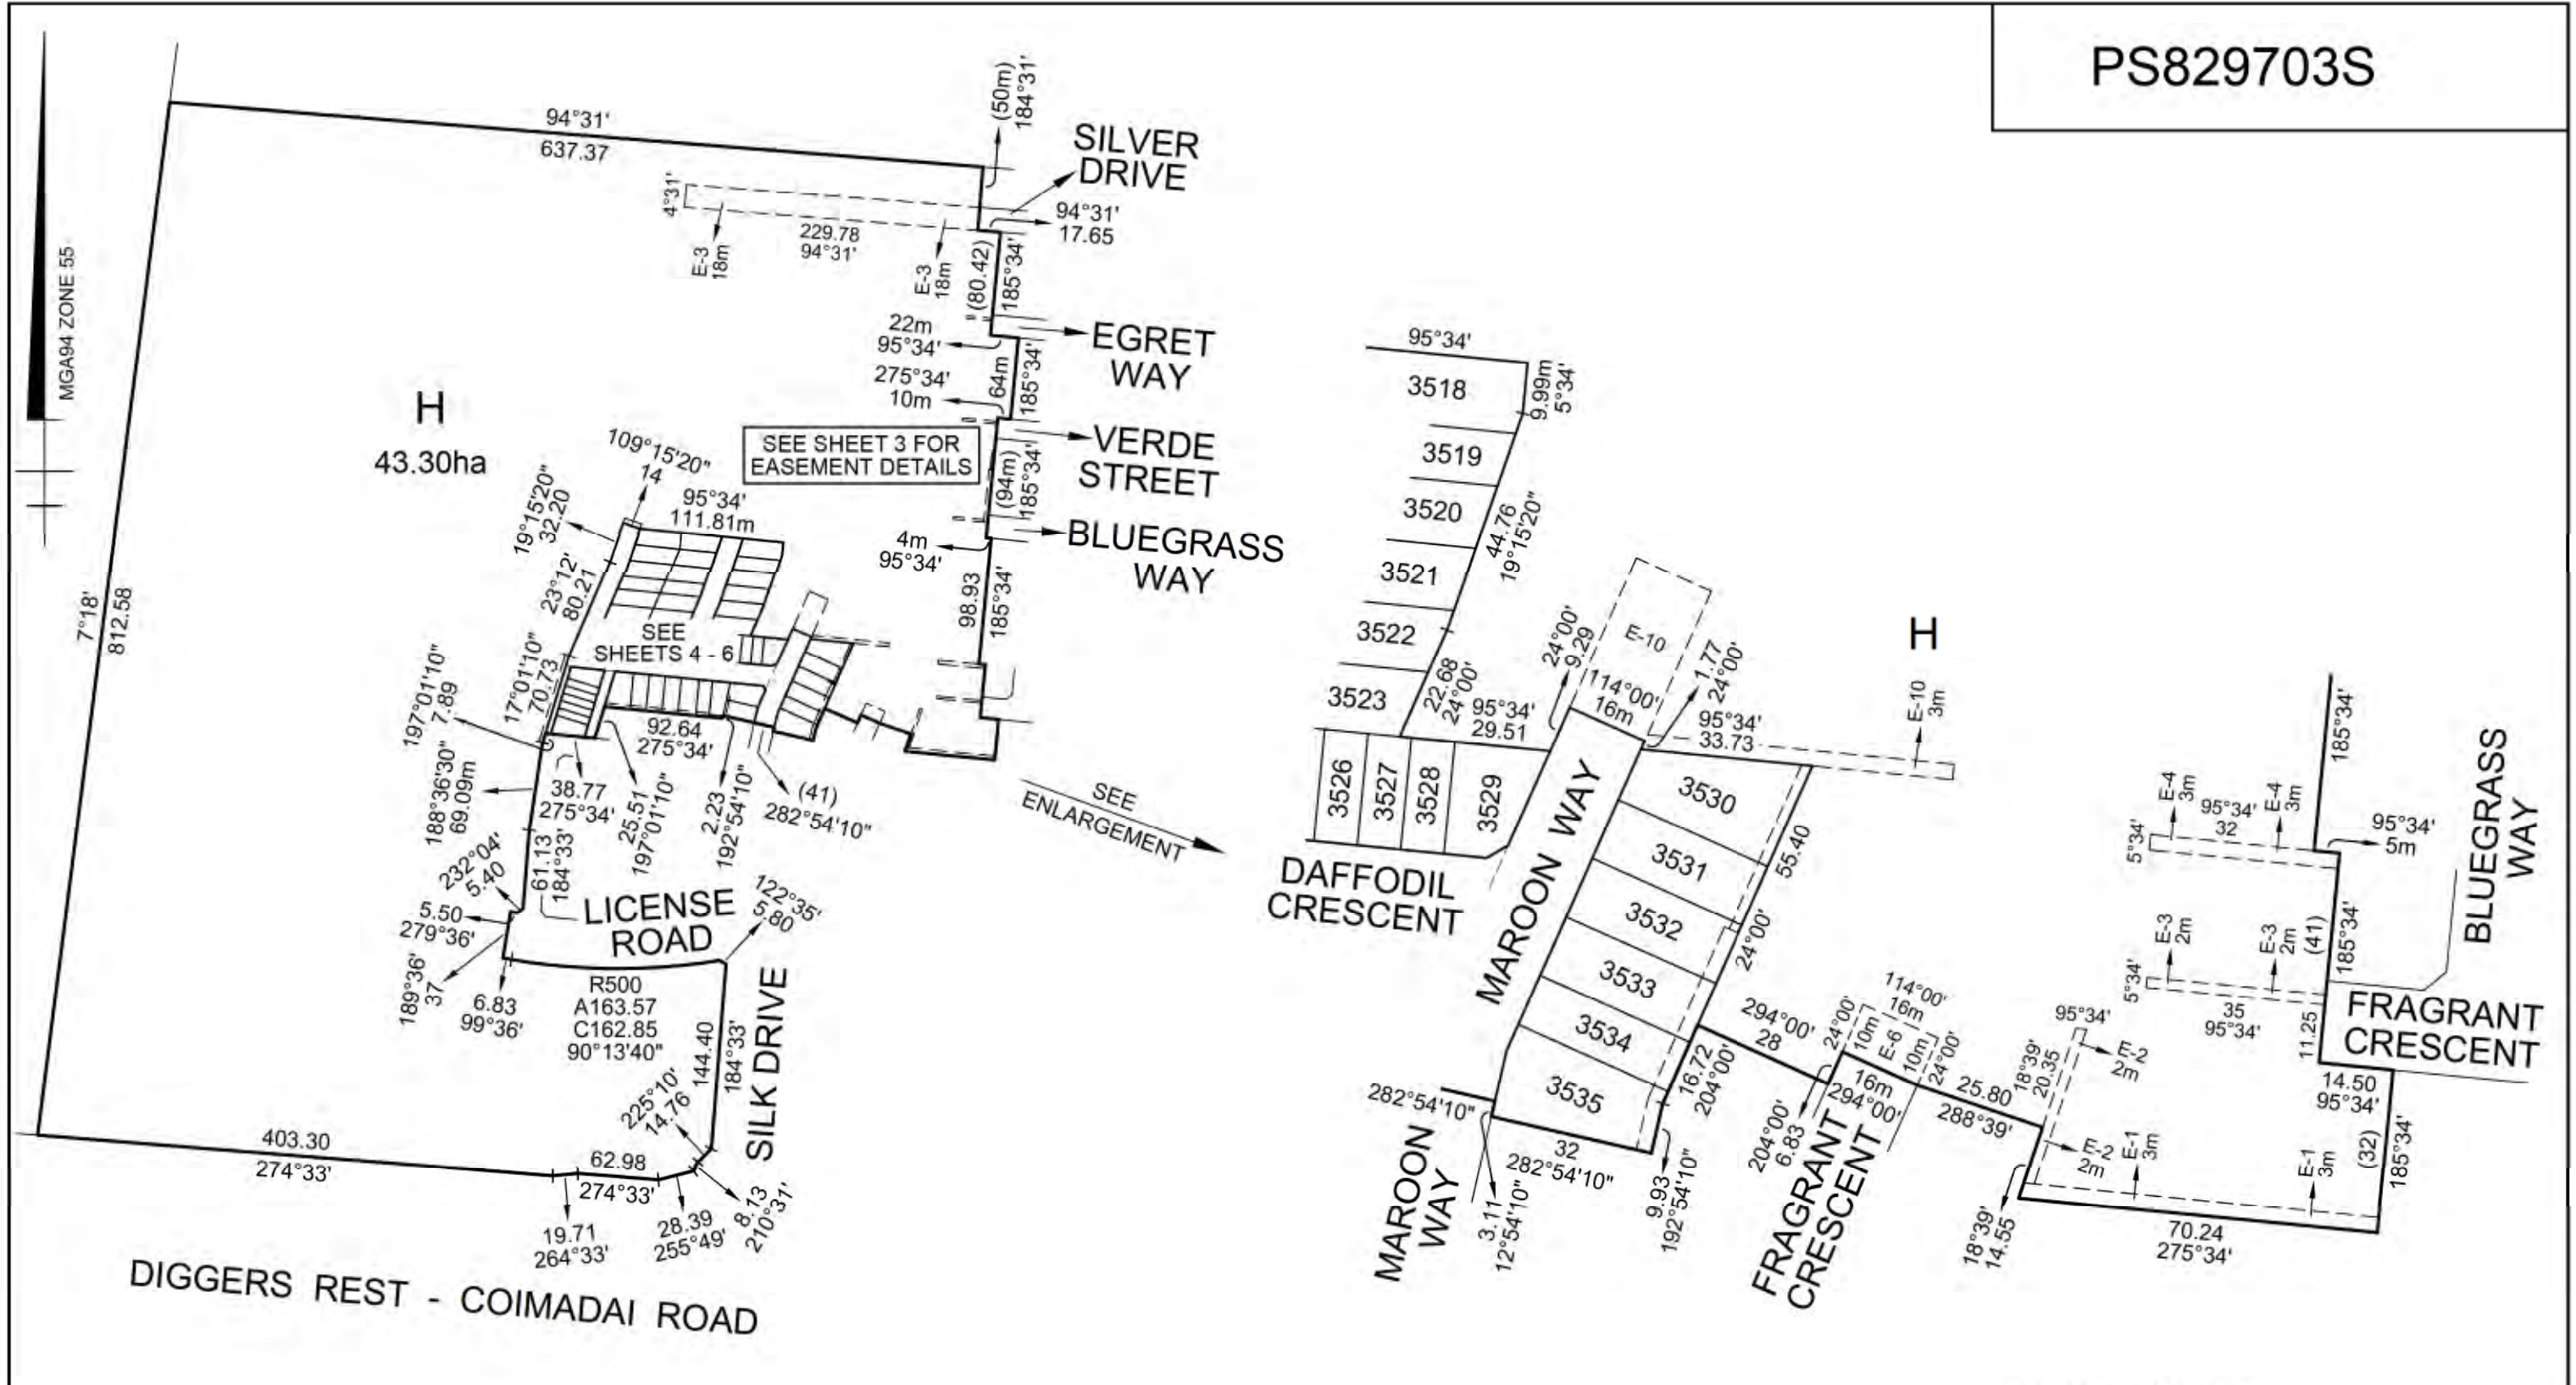 PS829703S
MGA94 ZONE 55
94°31'
637.37
(50m)
184°31'
SILVER
DRIVE
94°31'
17.65
4°31'
229.78
94°31'
E-3
18m
E-3
18m
(80.42)
185°34'
22m
95°34'
EGRET
WAY
64m
185°34'
275°34'
10m
VERDE
STREET
H
43.30ha
SEE SHEET 3 FOR
EASEMENT DETAILS
(94m)
185°34'
BLUEGRASS
WAY
4m
95°34'
98.93
185°34'
109°15'20"
14
95°34'
111.81m
19°15'20"
32.20
23°12'
80.21
7°18'
812.58
SEE
SHEETS 4 - 6
17°01'10"
70.73
197°01'10"
7.89
188°36'30"
69.09m
92.64
275°34'
38.77
275°34'
25.51
197°01'10"
2.23
192°54'10"
(41)
282°54'10"
SEE
ENLARGEMENT
232°04'
5.40
61.13
184°33'
5.50
279°36'
LICENSE
ROAD
122°35'
5.80
189°36'
37
6.83
99°36'
R500
A163.57
C162.85
90°13'40"
144.40
184°33'
SILK DRIVE
225°10'
14.76
403.30
274°33'
62.98
274°33'
19.71
264°33'
28.39
255°49'
8.13
210°31'
DIGGERS REST - COIMADAI ROAD
95°34'
3518
9.99m
5°34'
3519
3520
44.76
19°15'20"
3521
3522
3523
22.68
24°00'
95°34'
29.51
24°00'
9.29
E-10
114°00'
16m
1.77
24°00'
95°34'
33.73
H
E-10
3m
3526
3527
3528
3529
DAFFODIL
CRESCENT
MAROON WAY
3530
3531
3532
3533
3534
3535
55.40
24°00'
16.72
204°00'
282°54'10"
32
282°54'10"
MAROON
WAY
3.11
12°54'10"
9.93
192°54'10"
294°00'
28
24°00'
10m
114°00'
16m
E-6
10m
24°00'
16m
294°00'
204°00'
6.83
FRAGRANT
CRESCENT
25.80
288°39'
18°39'
20.35
95°34'
E-2
2m
E-2
2m
E-1
3m
E-1
3m
18°39'
14.55
70.24
275°34'
(32)
185°34'
14.50
95°34'
FRAGRANT
CRESCENT
11.25
35
95°34'
5°34'
E-3
2m
E-3
2m
(41)
185°34'
5°34'
E-4
3m
95°34'
32
E-4
3m
95°34'
5m
185°34'
BLUEGRASS
WAY